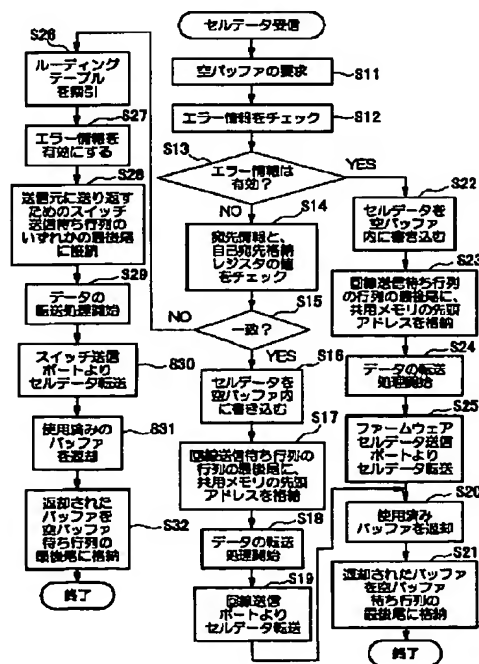 セルデータ受信
空バッファの要求
S11
エラー情報をチェック
S12
S13
エラー情報は
有効？
YES
NO
S14
宛先情報と、
自己宛先格納
レジスタの値
をチェック
S15
一致？
NO
YES
S16
セルデータを
空バッファ内
に書き込む
S17
回線送信待ち行列の
行列の最後尾に、
共用メモリの先頭
アドレスを格納
S18
データの転送
処理開始
S19
回線送信
ポートより
セルデータ転送
S22
セルデータを
空バッファ
内に書き込む
S23
回線送信待ち行列
の行列の最後尾に、
共用メモリの先頭
アドレスを格納
S24
データの転送
処理開始
S25
ファームウェア
セルデータ送信
ポートより
セルデータ転送
S20
使用済み
バッファを返却
S21
返却されたバッファ
を空バッファ
待ち行列の
最後尾に格納
終了
S26
ルーティング
テーブル
を索引
S27
エラー情報を
有効にする
S28
送信元に送り返す
ためのスイッチ
送信待ち行列の
いずれかの最後尾
に接続
S29
データの
転送処理開始
S30
スイッチ送信
ポートより
セルデータ転送
S31
使用済みの
バッファ
を返却
S32
返却された
バッファを
空バッファ
待ち行列の
最後尾に格納
終了